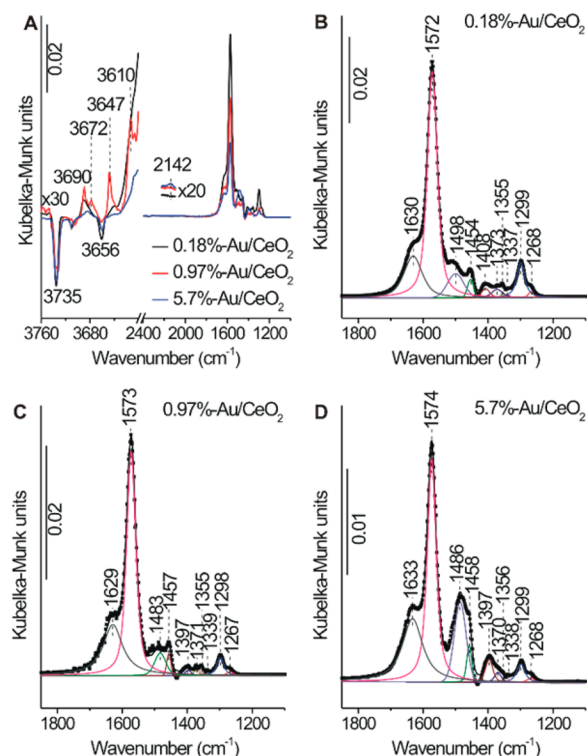 A
0.02
Kubelka-Munk units
3610
3647
3672
3690
x30
2142
x20
3656
3735
0.18%-Au/CeO₂
0.97%-Au/CeO₂
5.7%-Au/CeO₂
3760 3680 2400 2000 1600 1200
Wavenumber (cm⁻¹)
B
0.18%-Au/CeO₂
0.02
Kubelka-Munk units
1572
1630
1498
1454
1408
1373
1355
1337
1299
1268
1800 1600 1400 1200
Wavenumber (cm⁻¹)
C
0.97%-Au/CeO₂
0.02
Kubelka-Munk units
1573
1629
1483
1457
1397
1355
1339
1298
1267
1800 1600 1400 1200
Wavenumber (cm⁻¹)
D
5.7%-Au/CeO₂
0.01
Kubelka-Munk units
1574
1633
1486
1458
1397
1370
1356
1338
1299
1268
1800 1600 1400 1200
Wavenumber (cm⁻¹)